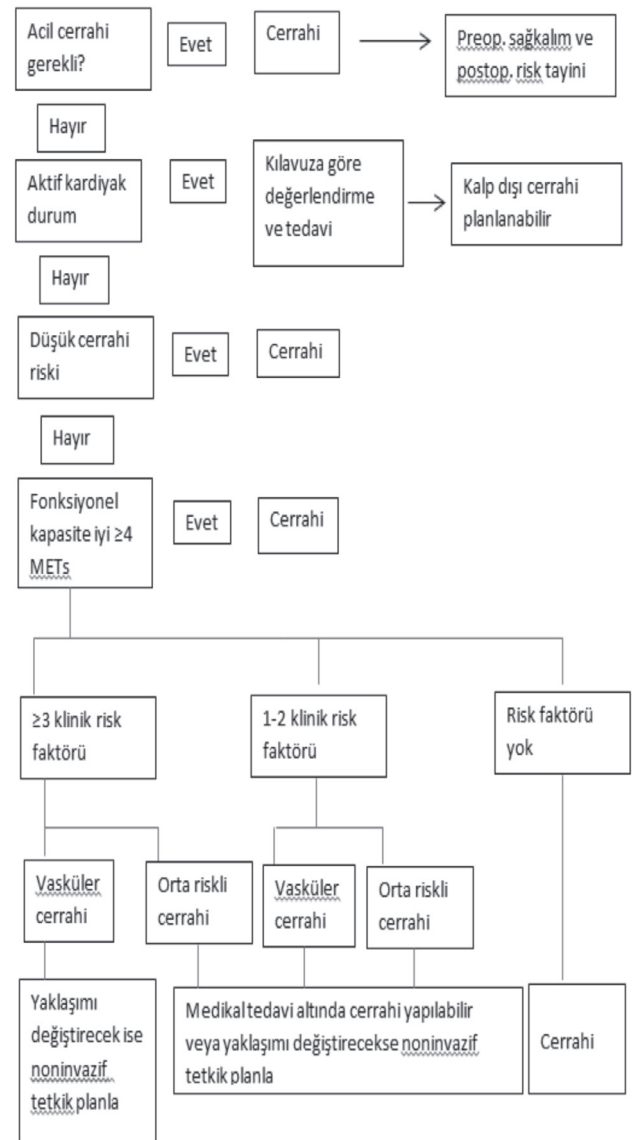 Acil cerrahi
gerekli?
Evet
Cerrahi
Preop. sağkalım ve
postop. risk tayini
Hayır
Aktif kardiyak
durum
Evet
Kılavuza göre
değerlendirme
ve tedavi
Kalp dışı cerrahi
planlanabilir
Hayır
Düşük cerrahi
riski
Evet
Cerrahi
Hayır
Fonksiyonel
kapasite iyi ≥4
METs
Evet
Cerrahi
≥3 klinik risk
faktörü
1-2 klinik risk
faktörü
Risk faktörü
yok
Vasküler
cerrahi
Orta riskli
cerrahi
Vasküler
cerrahi
Orta riskli
cerrahi
Yaklaşımı
değiştirecek ise
noninvazif
tetkik planla
Medikal tedavi altında cerrahi yapılabilir
veya yaklaşımı değiştirecekse noninvazif
tetkik planla
Cerrahi